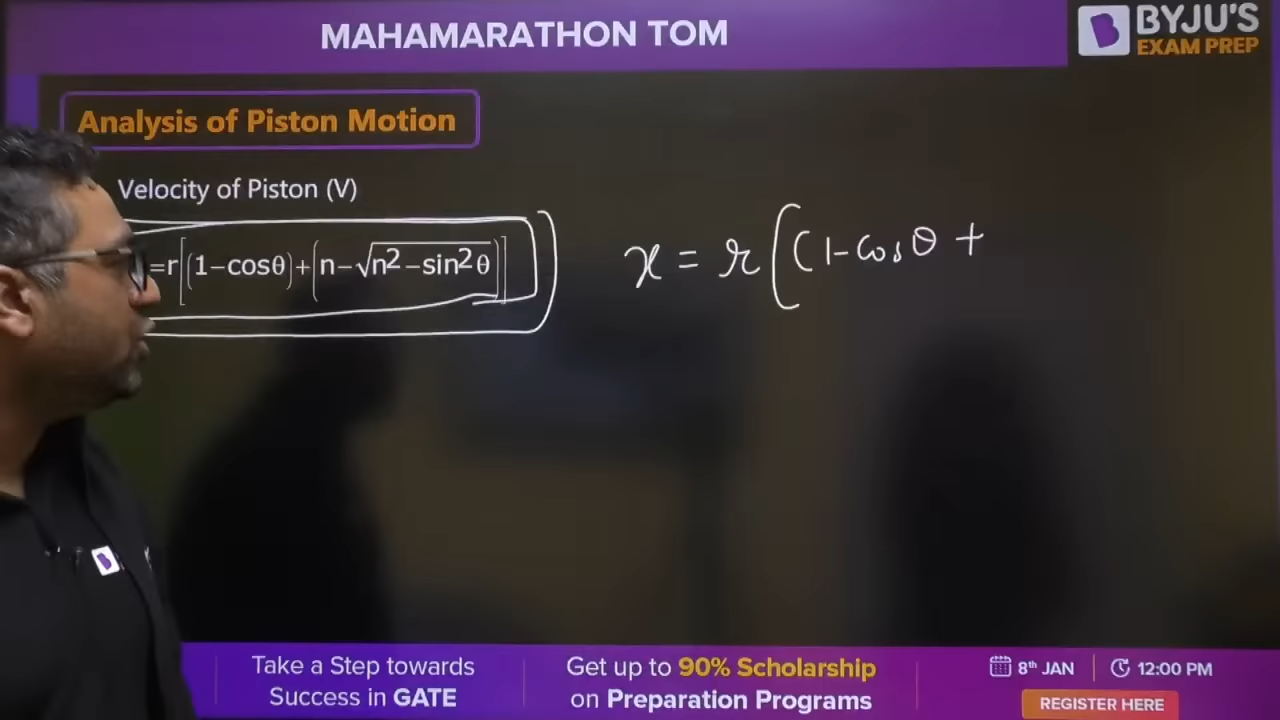 MAHAMARATHON TOM
BYJU'S
EXAM PREP
Analysis of Piston Motion
Velocity of Piston (V)
=r[(1−cosθ)+(n−√n²−sin²θ)]
x = r[(1-cosθ +
Take a Step towards
Success in GATE
Get up to 90% Scholarship
on Preparation Programs
8th JAN
12:00 PM
REGISTER HERE